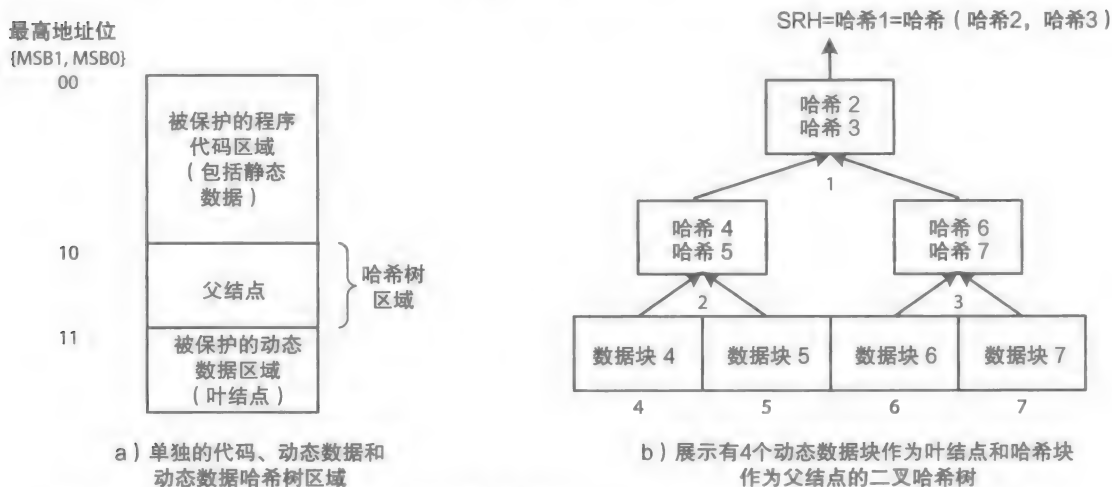 最高地址位
{MSB1, MSB0}
00
被保护的程序
代码区域
（包括静态
数据）
10
父结点
哈希树
区域
11
被保护的动态
数据区域
（叶结点）
a）单独的代码、动态数据和
动态数据哈希树区域
SRH=哈希1=哈希（哈希2，哈希3）
哈希 2
哈希 3
1
哈希 4
哈希 5
哈希 6
哈希 7
2
3
数据块 4
数据块 5
数据块 6
数据块 7
4
5
6
7
b）展示有4个动态数据块作为叶结点和哈希块
作为父结点的二叉哈希树